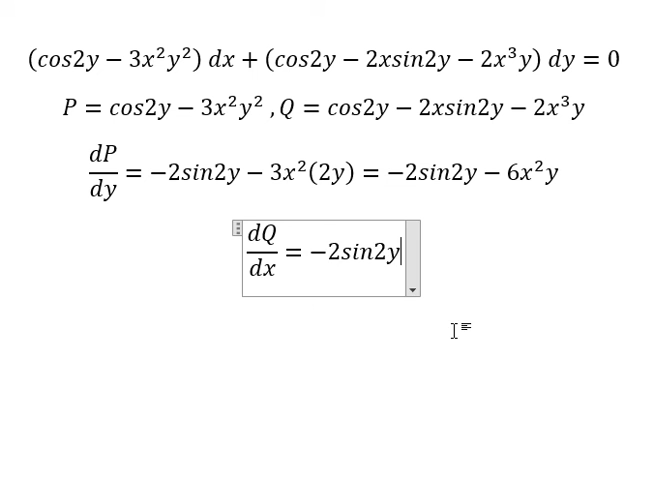 (cos2y − 3x²y²) dx + (cos2y − 2xsin2y − 2x³y) dy = 0
P = cos2y − 3x²y² , Q = cos2y − 2xsin2y − 2x³y
dP/dy = −2sin2y − 3x²(2y) = −2sin2y − 6x²y
dQ/dx = −2sin2y